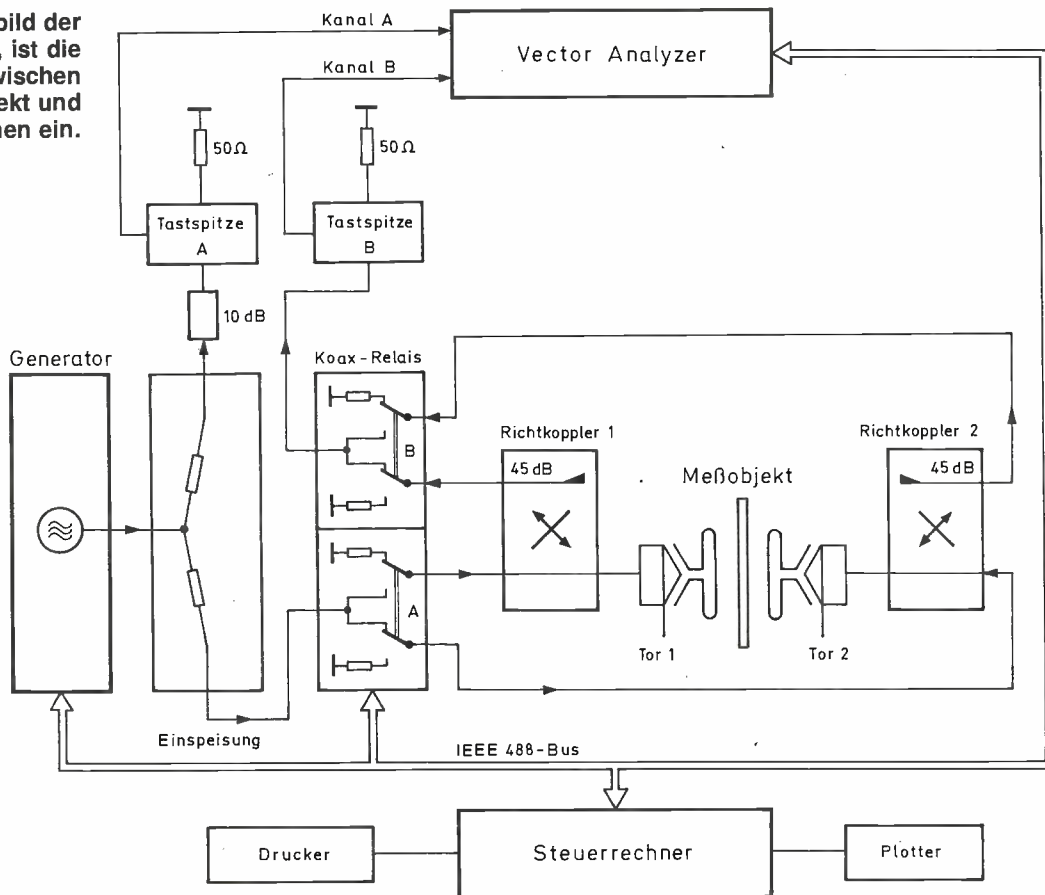 bild der
, ist die
wischen
ekt und
nen ein.
Kanal A
Kanal B
Vector Analyzer
50Ω
50Ω
Tastspitze
A
Tastspitze
B
10 dB
Generator
Koax-Relais
B
A
Richtkoppler 1
45 dB
Meßobjekt
Richtkoppler 2
45 dB
Tor 1
Tor 2
Einspeisung
IEEE 488-Bus
Drucker
Steuerrechner
Plotter